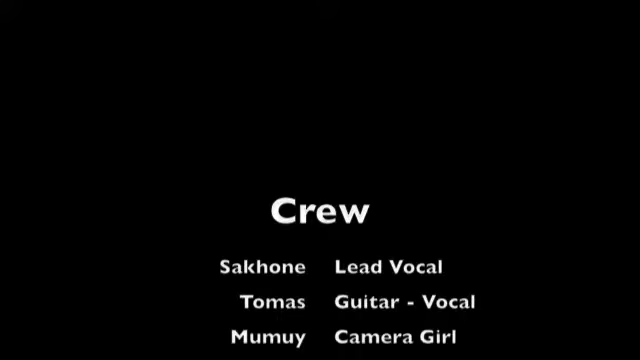 Crew
Sakhone Lead Vocal
Tomas Guitar - Vocal
Mumuy Camera Girl